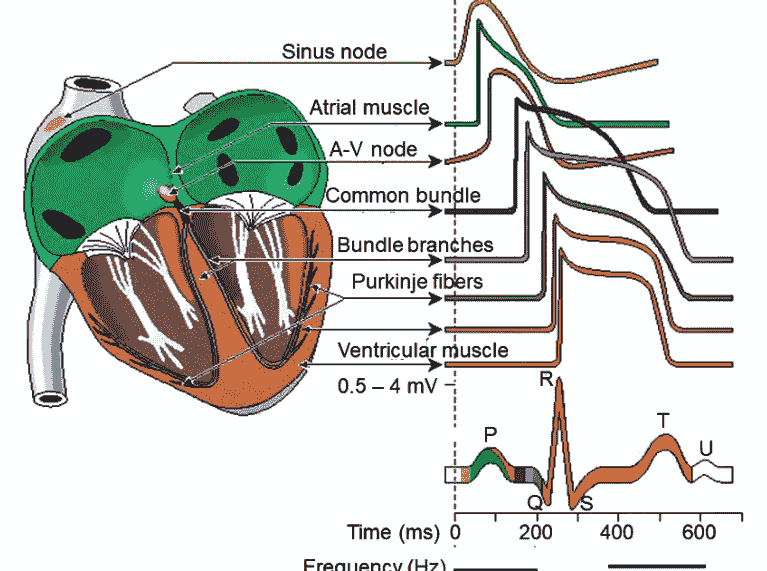 Sinus node
Atrial muscle
A-V node
Common bundle
Bundle branches
Purkinje fibers
Ventricular muscle
0.5 – 4 mV
R
P
T
U
Q
S
Time (ms) 0 200 400 600
Frequency (Hz)